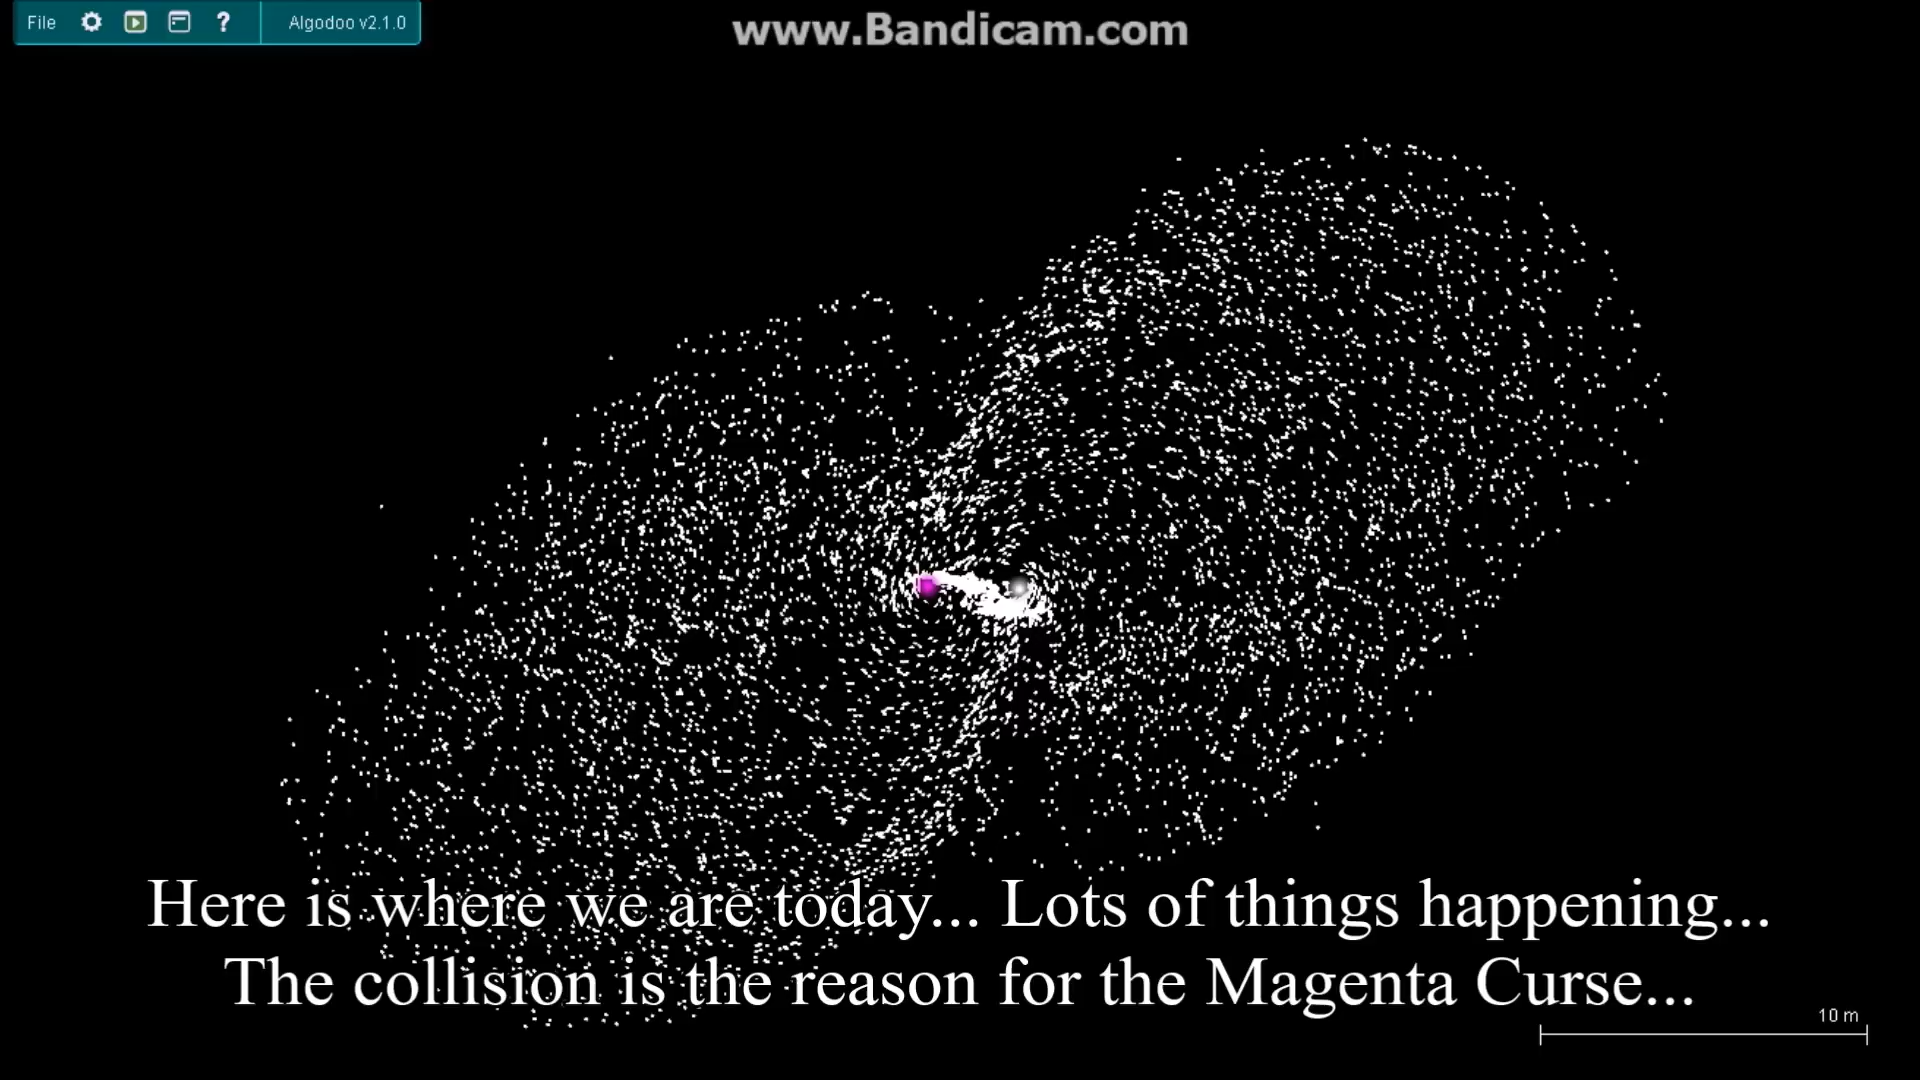 File ? Algodoo v2.1.0
www.Bandicam.com
Here is where we are today... Lots of things happening...
The collision is the reason for the Magenta Curse...
10 m